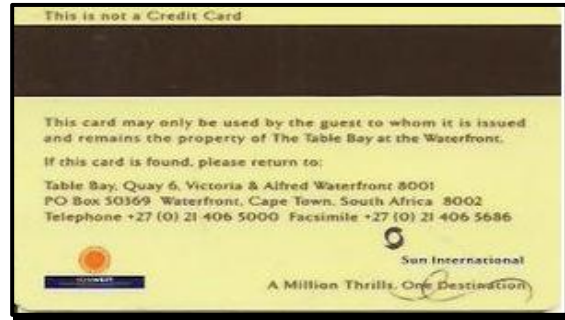 This is not a Credit Card
This card may only be used by the guest to whom it is issued
and remains the property of The Table Bay at the Waterfront.
If this card is found, please return to:
Table Bay, Quay 6, Victoria & Alfred Waterfront 8001
PO Box 50369 Waterfront, Cape Town, South Africa 8002
Telephone +27 (0) 21 406 5000 Facsimile +27 (0) 21 406 5686
Sun International
A Million Thrills. One Destination